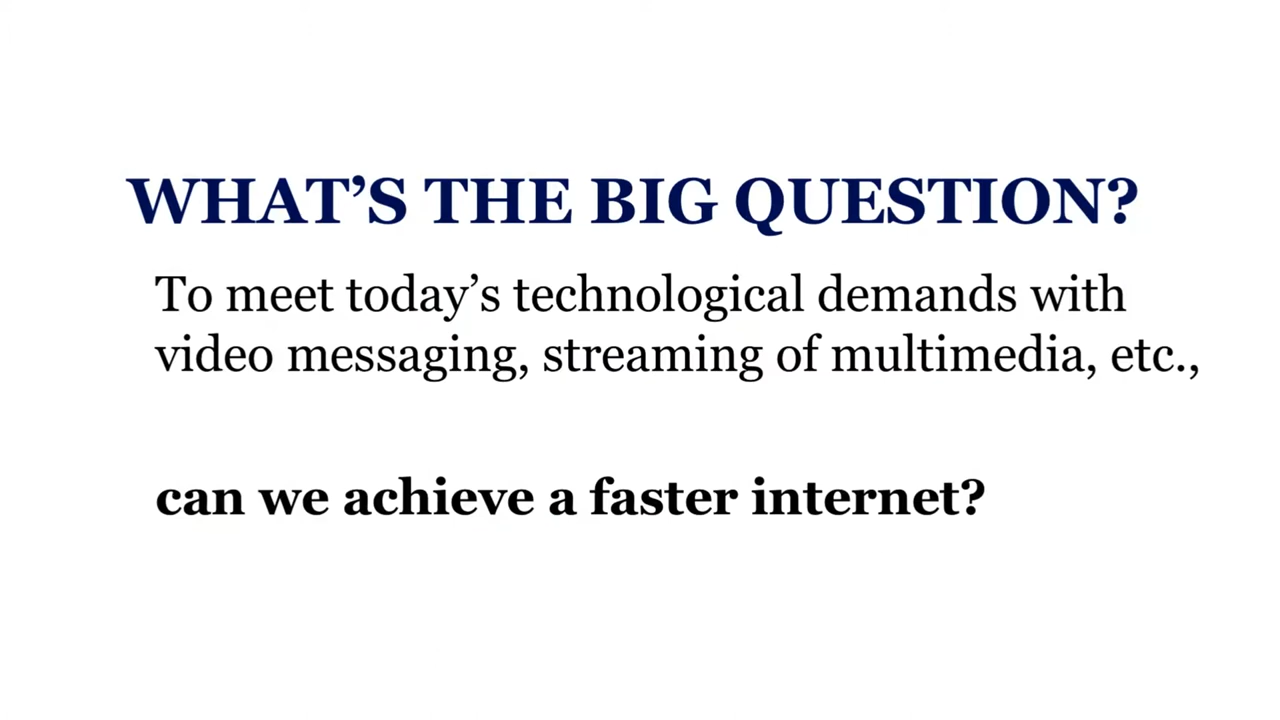 WHAT’S THE BIG QUESTION?
To meet today’s technological demands with
video messaging, streaming of multimedia, etc.,
can we achieve a faster internet?